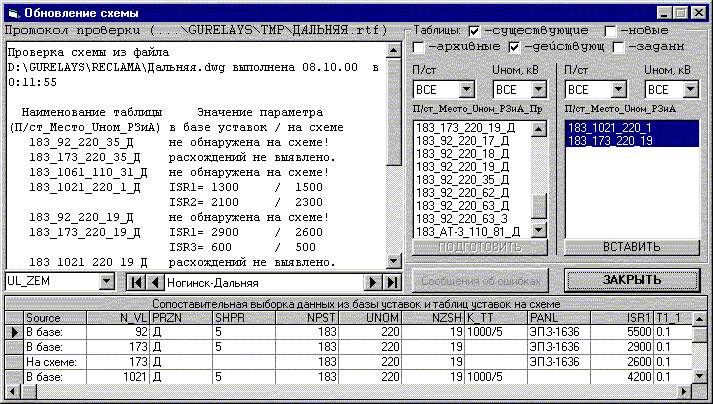 Обновление схемы
Протокол проверки (...\GURELAYS\TMP\ДАЛЬНЯЯ.rtf)
Таблицы: -существующие -новые
-архивные -действующ -заданн
Проверка схемы из файла
D:\GURELAYS\RECLAMA\Дальняя.dwg выполнена 08.10.00 в
0:11:55
Наименование таблицы Значение параметра
(П/ст_Место_Uном_РЗиА) в базе уставок / на схеме
183_92_220_35_Д не обнаружена на схеме!
183_173_220_35_Д расхождений не выявлено.
183_1061_110_31_Д не обнаружена на схеме!
183_1021_220_1_Д ISR1= 1300 / 1500
ISR2= 2100 / 2300
183_92_220_19_Д не обнаружена на схеме!
183_173_220_19_Д ISR1= 2900 / 2600
ISR3= 600 / 500
183_1021_220_19_Д расхождений не выявлено.
П/ст Uном, кВ
ВСЕ ВСЕ
П/ст_Место_Uном_РЗиА_Пр
183_173_220_19_Д
183_92_220_17_Д
183_92_220_18_Д
183_92_220_19_Д
183_92_220_35_Д
183_92_220_62_Д
183_92_220_63_Д
183_92_220_63_З
183_АТ-3_110_81_Д
ПОДГОТОВИТЬ
П/ст Uном, кВ
ВСЕ ВСЕ
П/ст_Место_Uном_РЗиА
183_1021_220_1
183_173_220_19
ВСТАВИТЬ
UL_ZEM
Ногинск-Дальняя
Сообщения об ошибках
ЗАКРЫТЬ
Сопоставительная выборка данных из базы уставок и таблиц уставок на схеме
Source N_VL PRZN SHPR NPST UNOM NZSH K_TT PANL ISR1 T1_1
В базе: 92 Д 5 183 220 19 1000/5 ЭПЗ-1636 5500 0.1
В базе: 173 Д 5 183 220 19 ЭПЗ-1636 2900 0.1
На схеме: 173 Д 183 220 19 ЭПЗ-1636 2600 0.1
В базе: 1021 Д 5 183 220 19 1000/5 4200 0.1